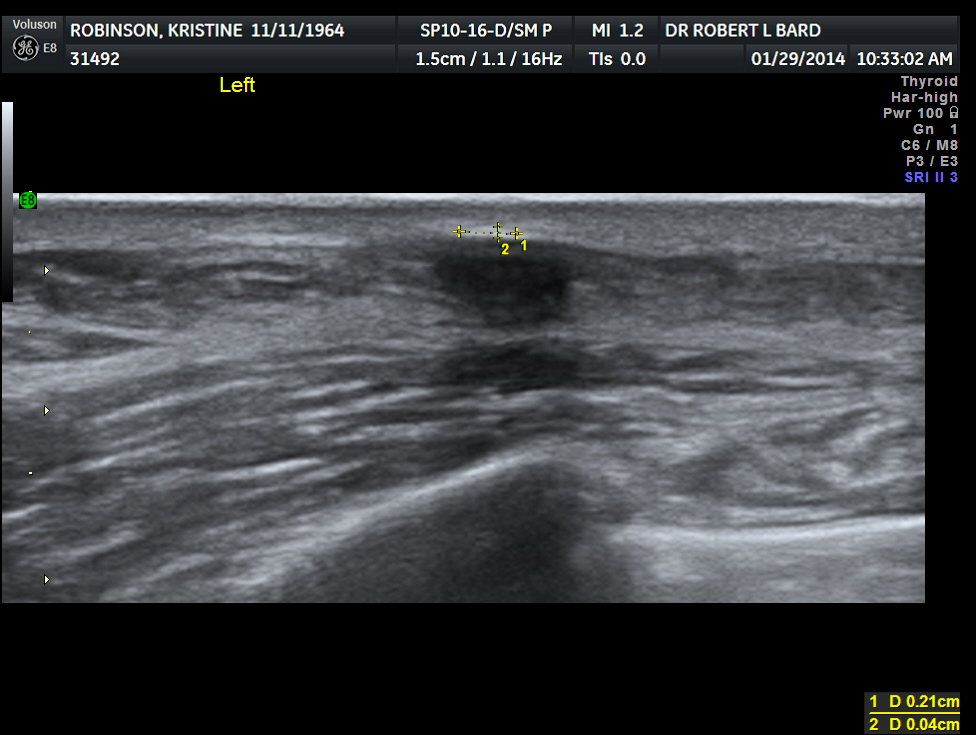 Voluson
E8
ROBINSON, KRISTINE 11/11/1964
SP10-16-D/SM P
MI 1.2
DR ROBERT L BARD
31492
1.5cm / 1.1 / 16Hz
TIs 0.0
01/29/2014 10:33:02 AM
Left
Thyroid
Har-high
Pwr 100
Gn 1
C6 / M8
P3 / E3
SRI II 3
E8
1
2
1 D 0.21cm
2 D 0.04cm